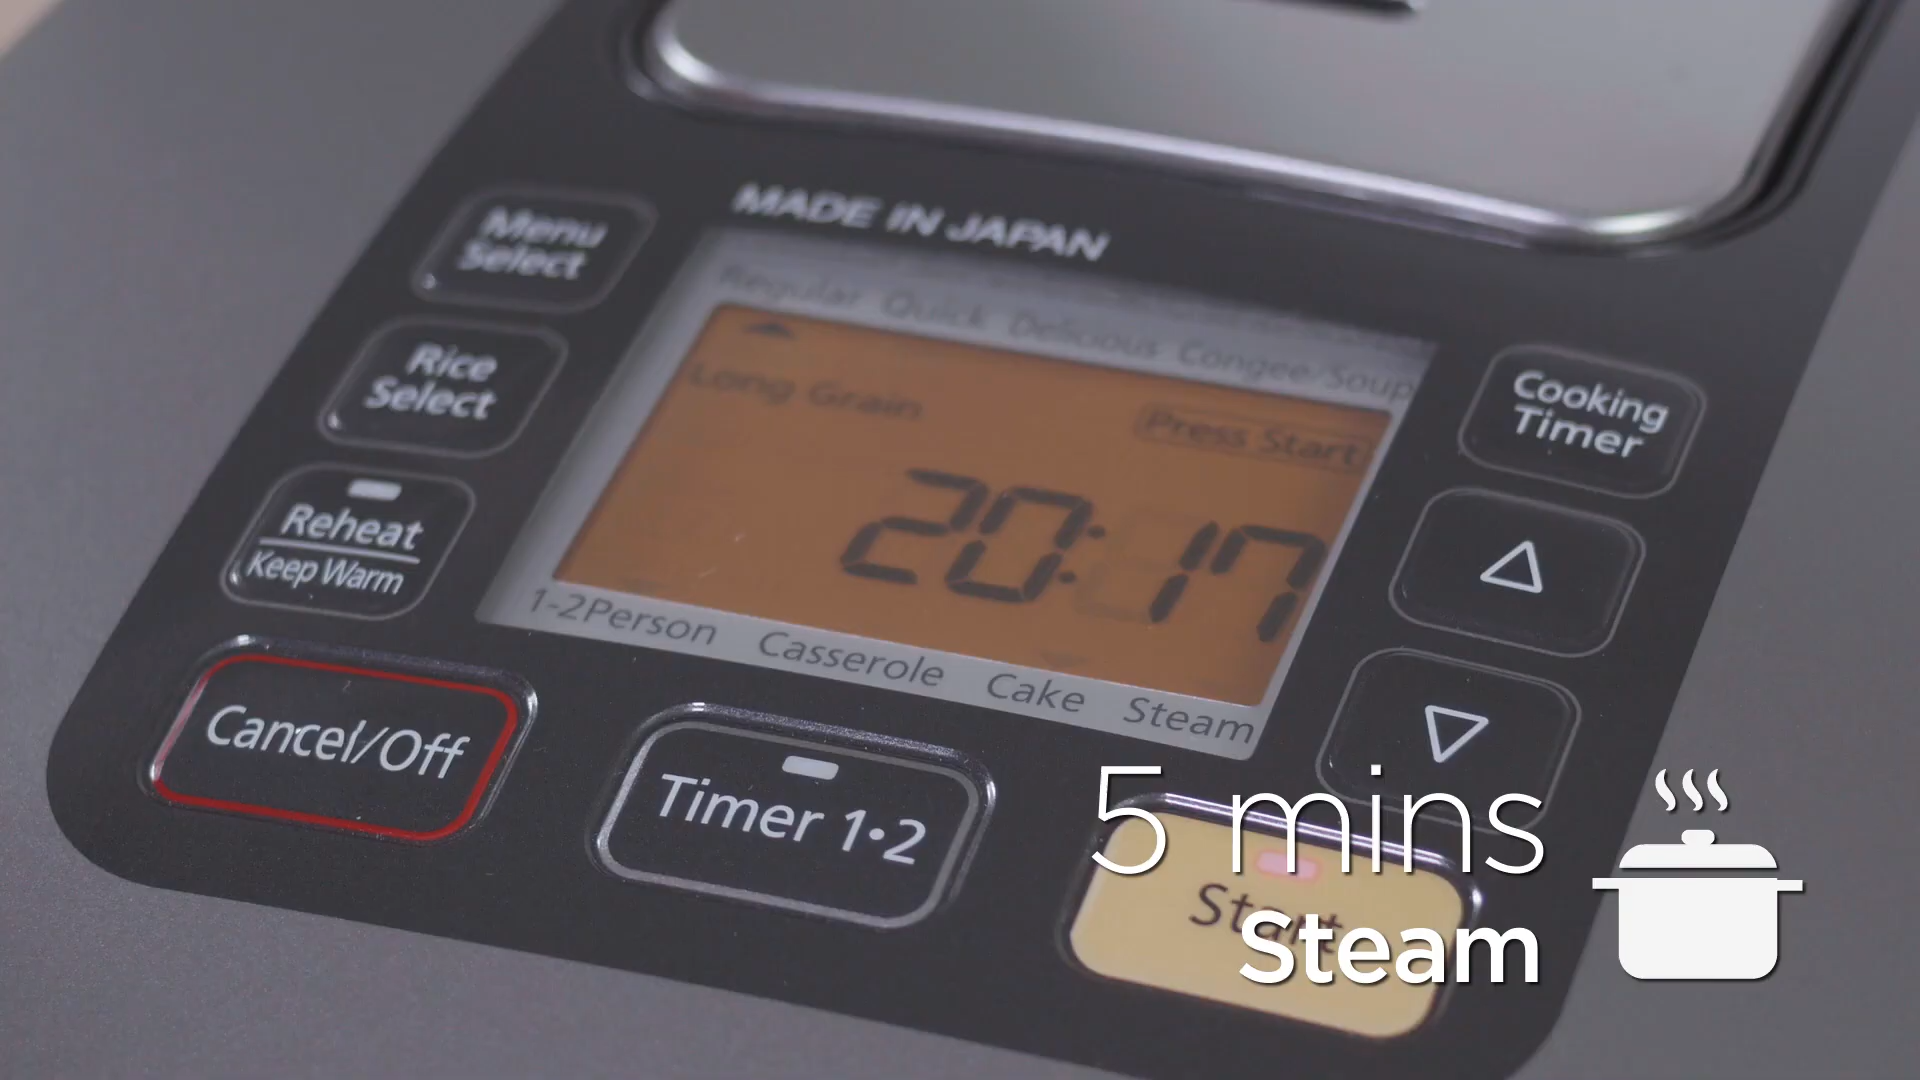 MADE IN JAPAN
Menu
Select
Regular Quick Delicious Congee·Soup
Rice
Select
Long Grain
Press Start
Cooking
Timer
20:17
Reheat
Keep Warm
1-2Person Casserole Cake Steam
Cancel/Off
Timer 1•2
Start
5 mins
Steam